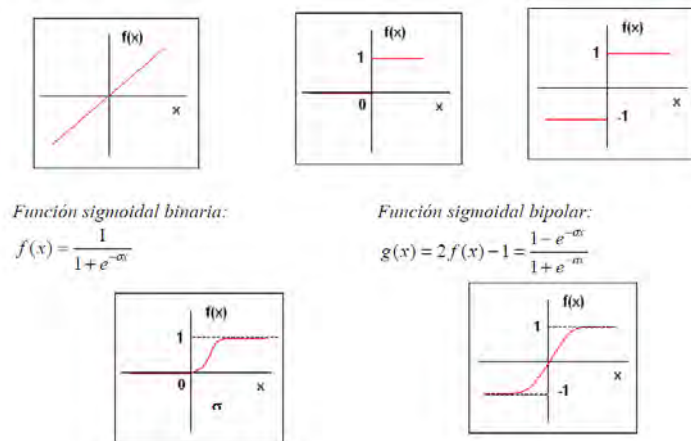 f(x)
x
f(x)
1
0
x
f(x)
1
x
-1
Función sigmoidal binaria:
f(x) = 1 / (1 + e^{-σx})
Función sigmoidal bipolar:
g(x) = 2 f(x) − 1 = (1 − e^{-σx}) / (1 + e^{-σx})
f(x)
1
0
x
σ
f(x)
1
x
-1